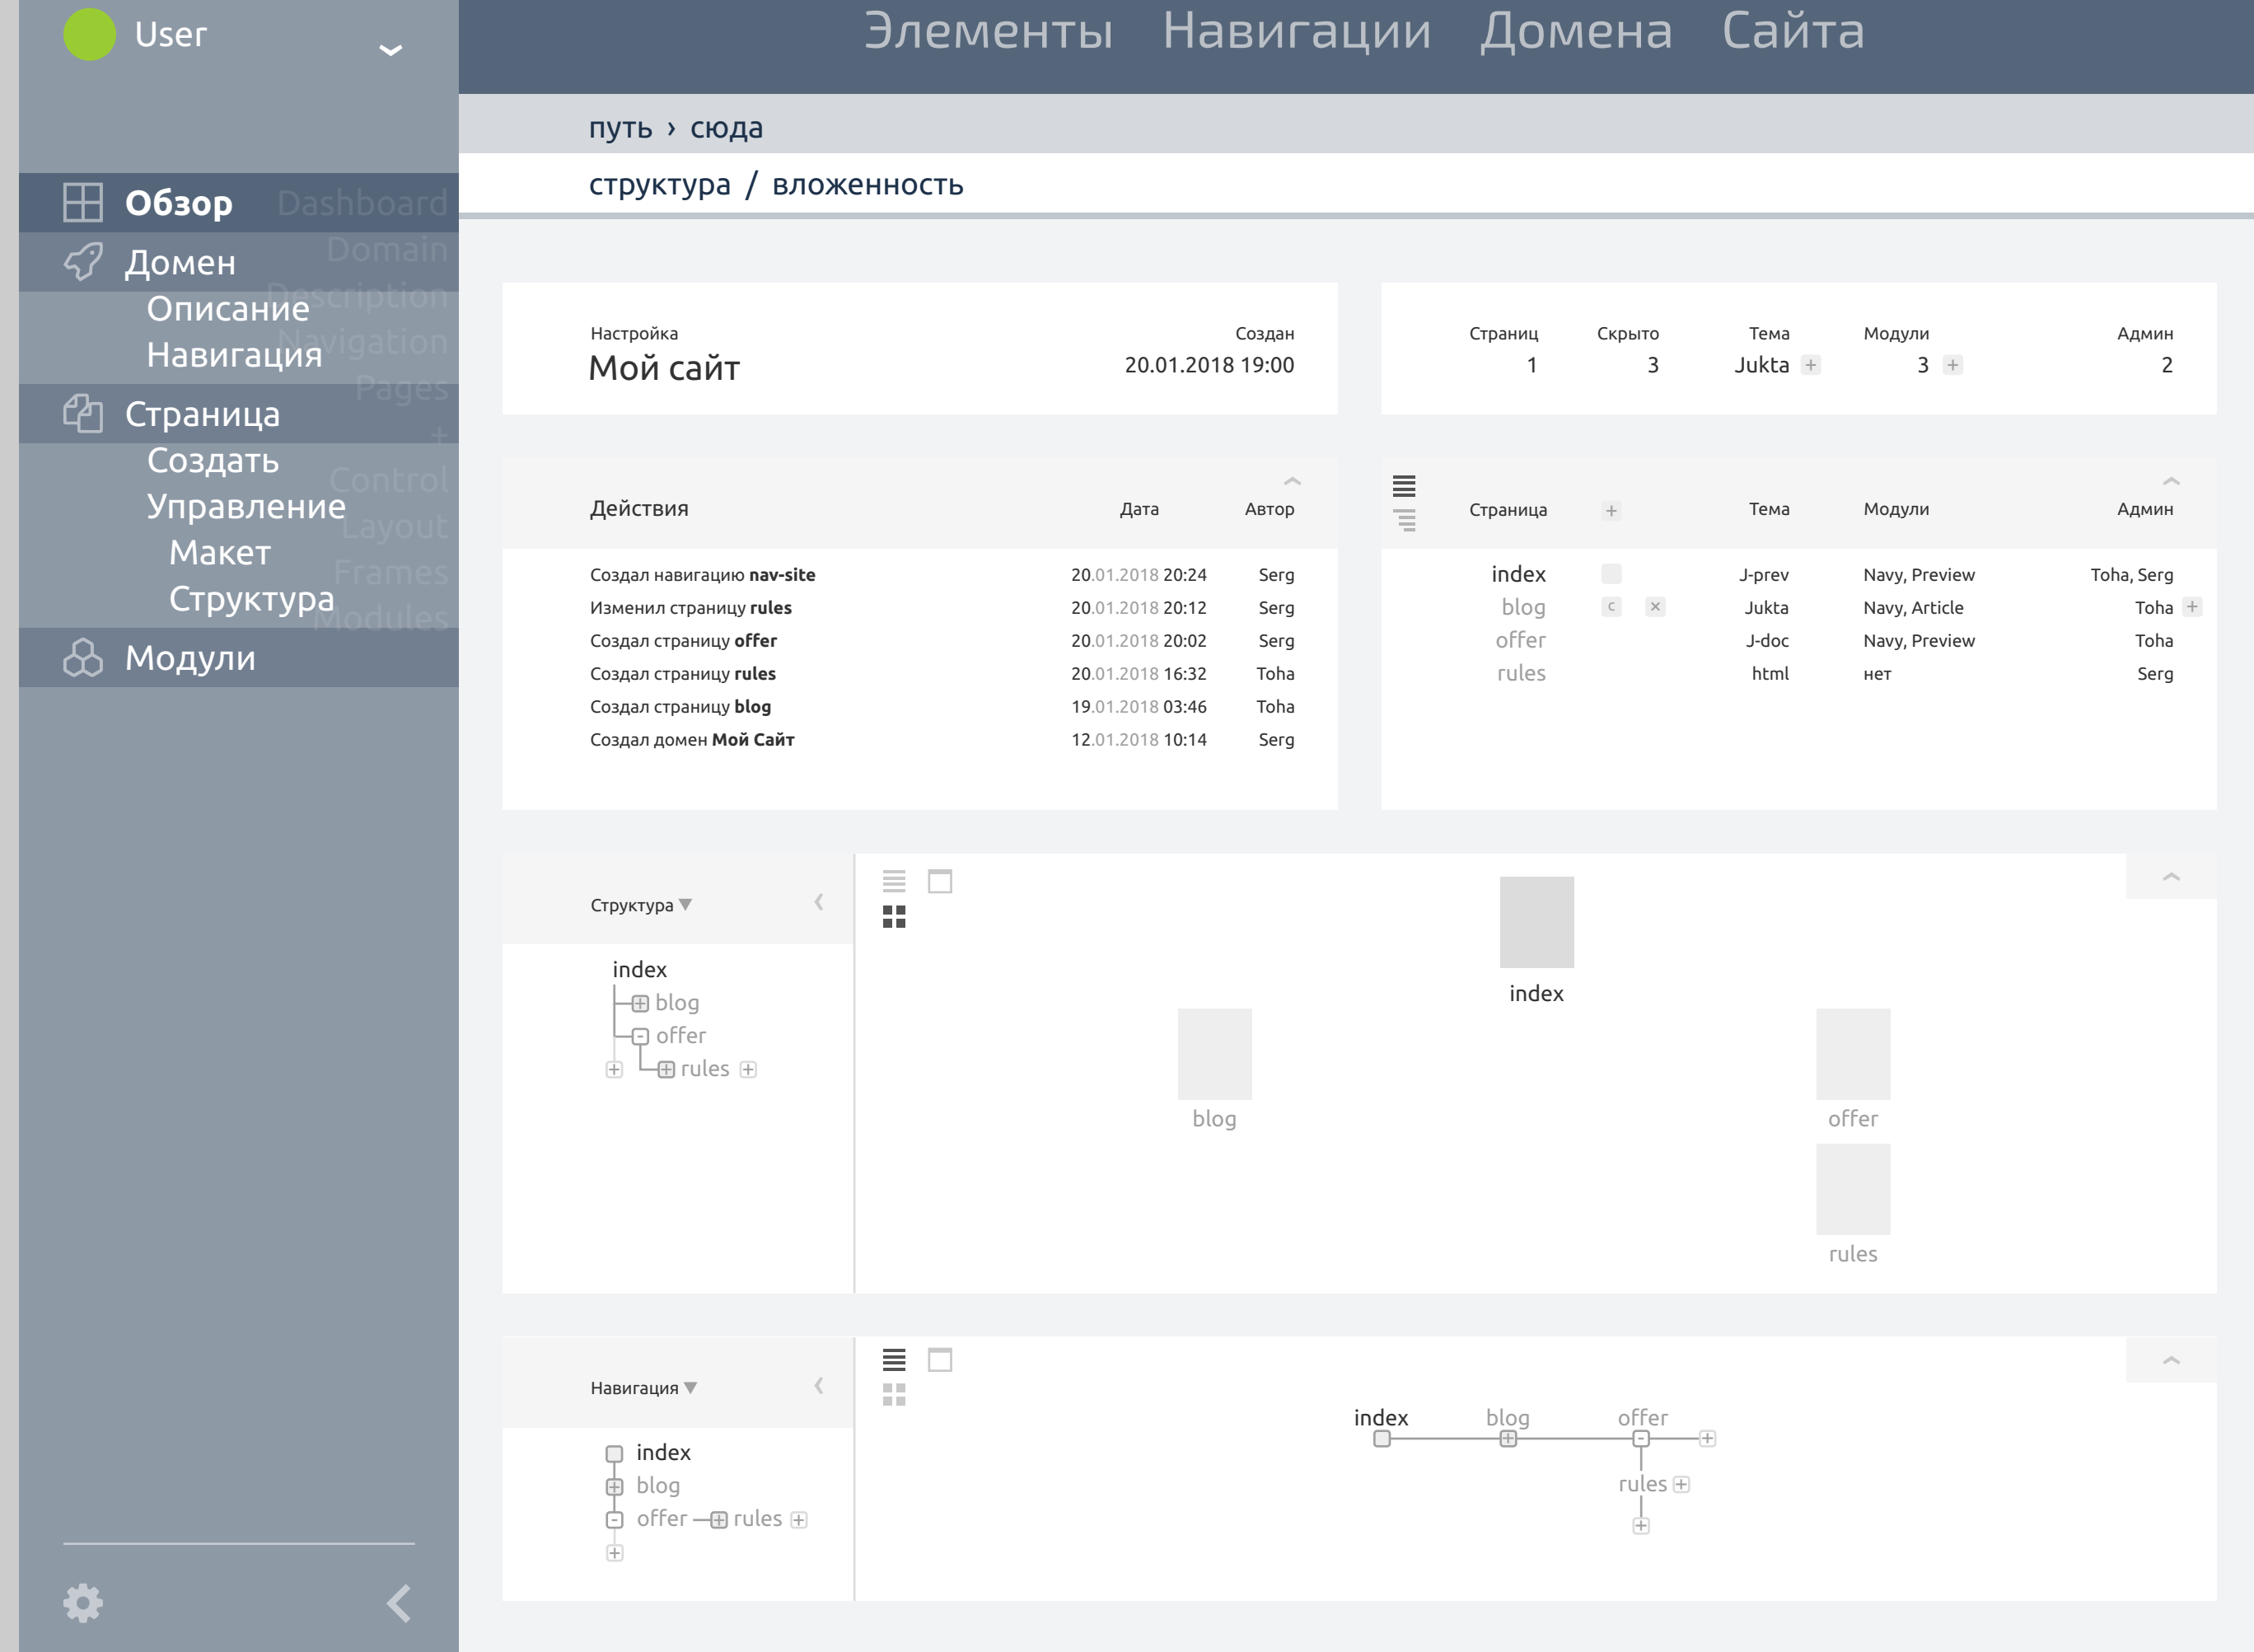 User
Элементы Навигации Домена Сайта
путь › сюда
структура / вложенность
Обзор Dashboard
Domain
Домен
Description
Описание
Navigation
Навигация
Pages
Страница
+
Создать
Control
Управление
Layout
Макет
Frames
Структура
Modules
Модули
Настройка Создан
Мой сайт 20.01.2018 19:00
Страниц Скрыто Тема Модули Админ
1 3 Jukta + 3 + 2
Действия Дата Автор
Создал навигацию nav-site 20.01.2018 20:24 Serg
Изменил страницу rules 20.01.2018 20:12 Serg
Создал страницу offer 20.01.2018 20:02 Serg
Создал страницу rules 20.01.2018 16:32 Toha
Создал страницу blog 19.01.2018 03:46 Toha
Создал домен Мой Сайт 12.01.2018 10:14 Serg
Страница + Тема Модули Админ
index J-prev Navy, Preview Toha, Serg
blog c × Jukta Navy, Article Toha +
offer J-doc Navy, Preview Toha
rules html нет Serg
Структура ▼
index
+ blog
- offer
+ + rules +
index
blog offer
rules
Навигация ▼
index
+ blog
- offer + rules +
+
index blog offer
+ - +
rules +
+